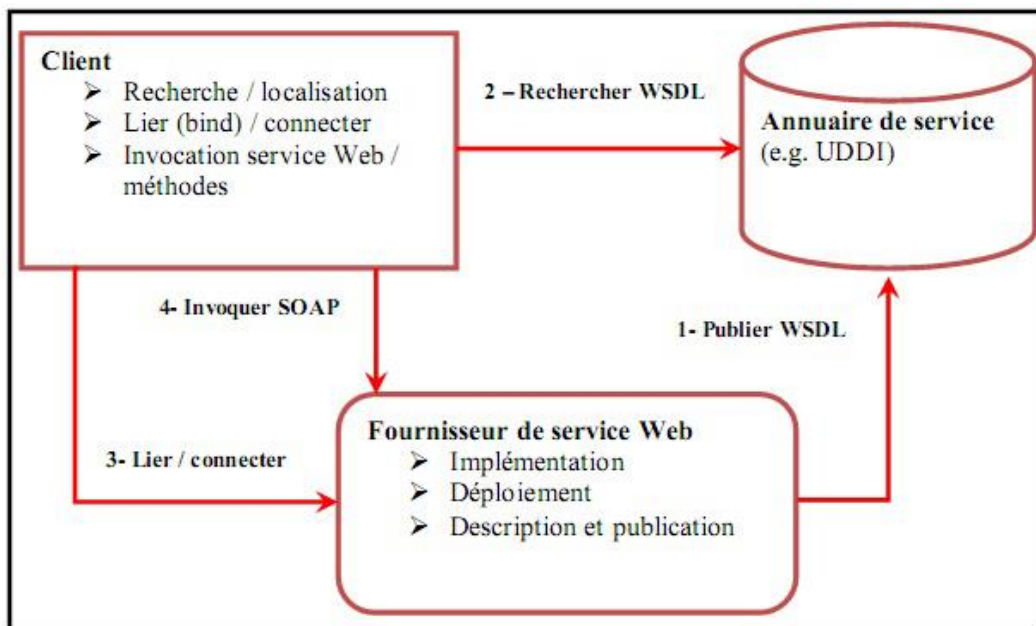 Client
➢ Recherche / localisation
➢ Lier (bind) / connecter
➢ Invocation service Web /
méthodes
2 – Rechercher WSDL
Annuaire de service
(e.g. UDDI)
4- Invoquer SOAP
1- Publier WSDL
3- Lier / connecter
Fournisseur de service Web
➢ Implémentation
➢ Déploiement
➢ Description et publication